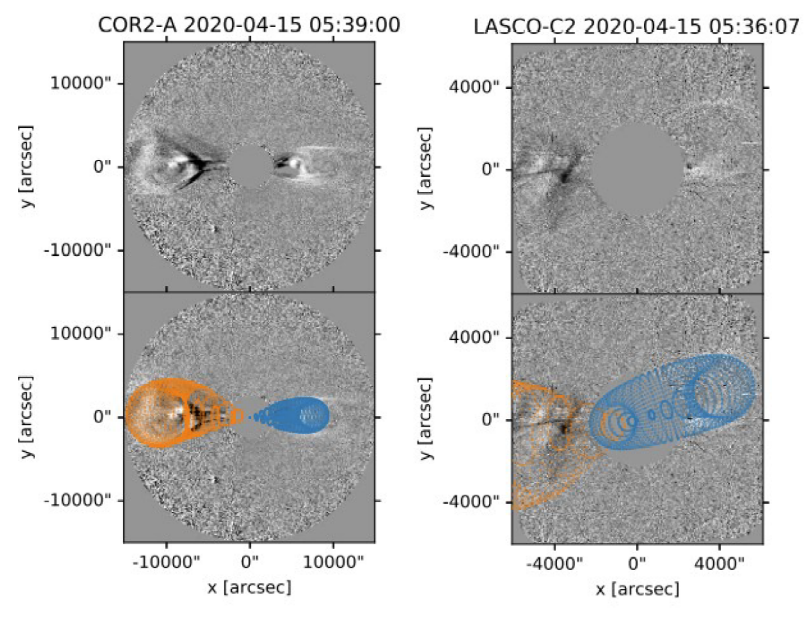 COR2-A 2020-04-15 05:39:00
LASCO-C2 2020-04-15 05:36:07
10000"
0"
-10000"
y [arcsec]
4000"
0"
-4000"
y [arcsec]
10000"
0"
-10000"
y [arcsec]
4000"
0"
-4000"
y [arcsec]
-10000" 0" 10000"
x [arcsec]
-4000" 0" 4000"
x [arcsec]